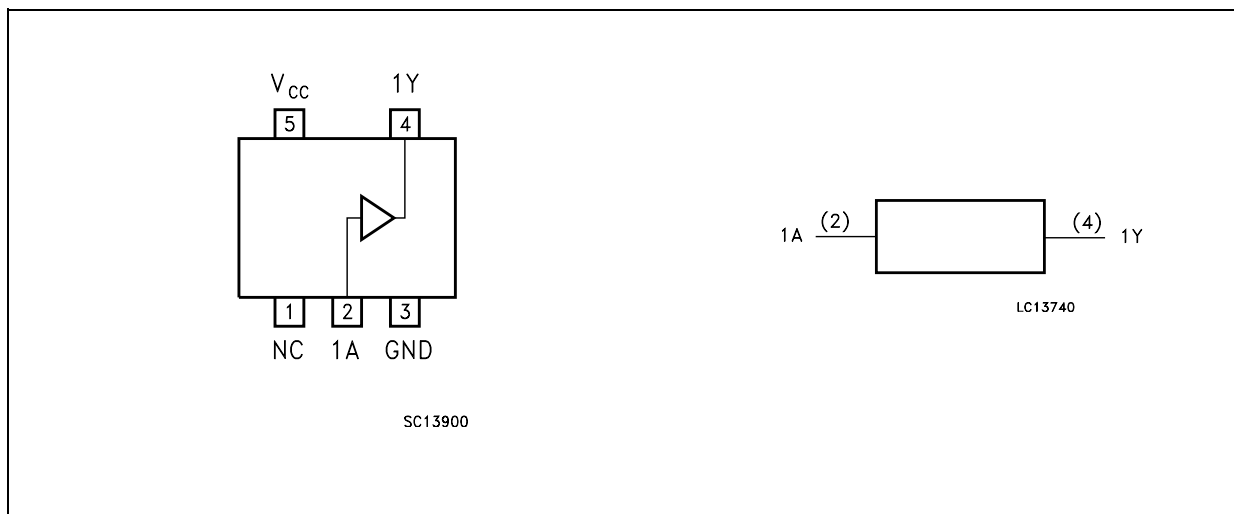 VCC 1Y
5 4
1 2 3
NC 1A GND
SC13900
1A (2) (4) 1Y
LC13740